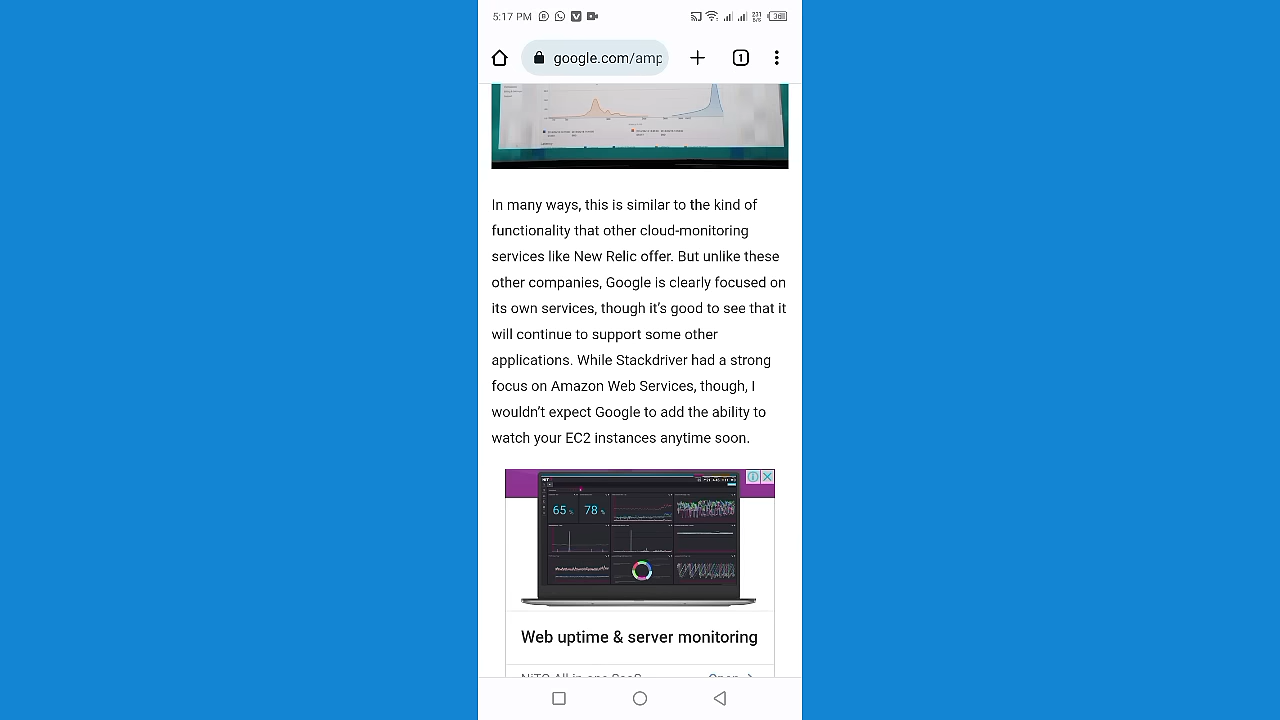 5:17 PM
google.com/amp
1
In many ways, this is similar to the kind of
functionality that other cloud-monitoring
services like New Relic offer. But unlike these
other companies, Google is clearly focused on
its own services, though it’s good to see that it
will continue to support some other
applications. While Stackdriver had a strong
focus on Amazon Web Services, though, I
wouldn’t expect Google to add the ability to
watch your EC2 instances anytime soon.
65 %
78 %
Web uptime & server monitoring